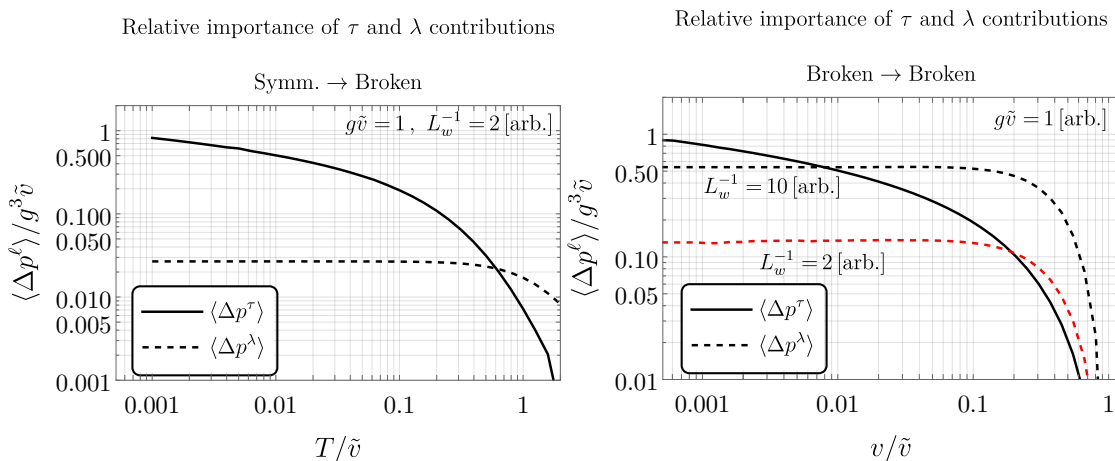 Relative importance of τ and λ contributions
Symm. → Broken
gṽ = 1 , L_w^{-1} = 2 [arb.]
⟨Δp^ℓ⟩/g^3ṽ
1
0.500
0.100
0.050
0.010
0.005
0.001
⟨Δp^τ⟩
⟨Δp^λ⟩
0.001
0.01
0.1
1
T/ṽ
Relative importance of τ and λ contributions
Broken → Broken
gṽ = 1 [arb.]
⟨Δp^ℓ⟩/g^3ṽ
1
0.50
0.10
0.05
0.01
L_w^{-1} = 10 [arb.]
L_w^{-1} = 2 [arb.]
⟨Δp^τ⟩
⟨Δp^λ⟩
0.001
0.01
0.1
1
v/ṽ